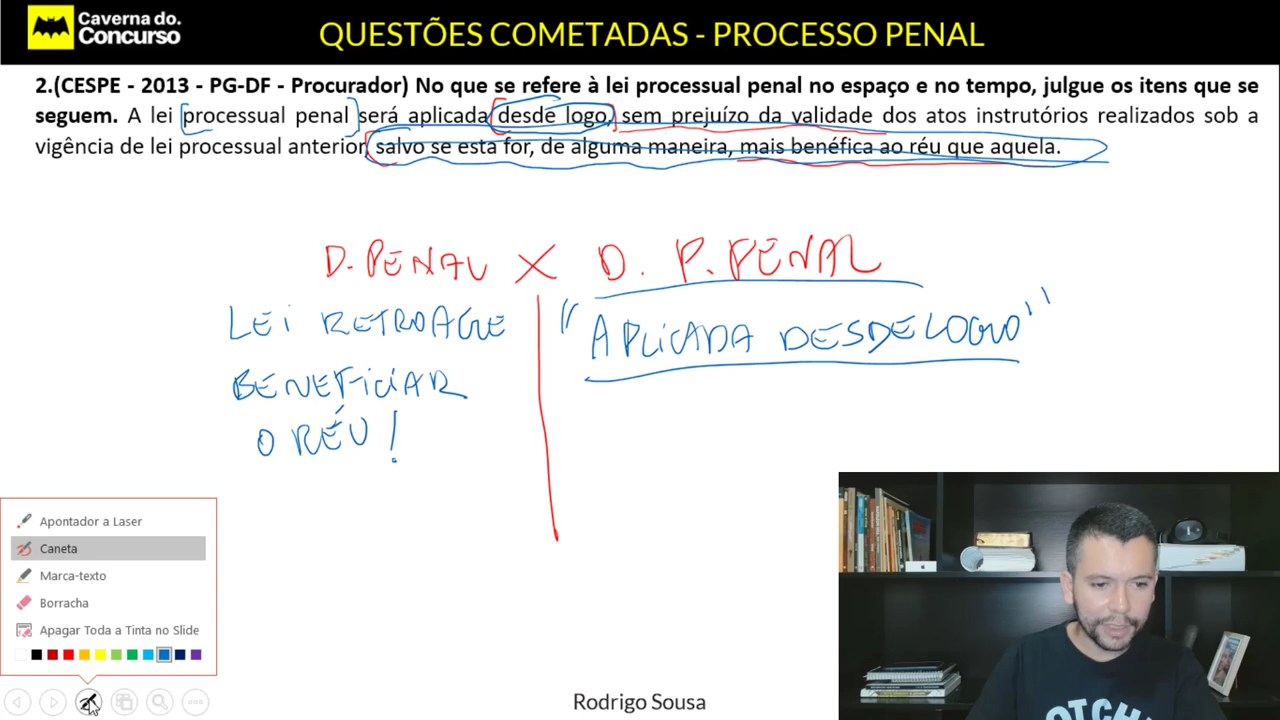 Caverna do.
Concurso
QUESTÕES COMETADAS - PROCESSO PENAL
2.(CESPE - 2013 - PG-DF - Procurador) No que se refere à lei processual penal no espaço e no tempo, julgue os itens que se
seguem. A lei processual penal será aplicada desde logo, sem prejuízo da validade dos atos instrutórios realizados sob a
vigência de lei processual anterior, salvo se esta for, de alguma maneira, mais benéfica ao réu que aquela.
D. PENAL X D. P. PENAL
LEI RETROAGE
BENEFICIAR
O RÉU!
"APLICADA DESDE LOGO"
Apontador a Laser
Caneta
Marca-texto
Borracha
Apagar Toda a Tinta no Slide
Rodrigo Sousa